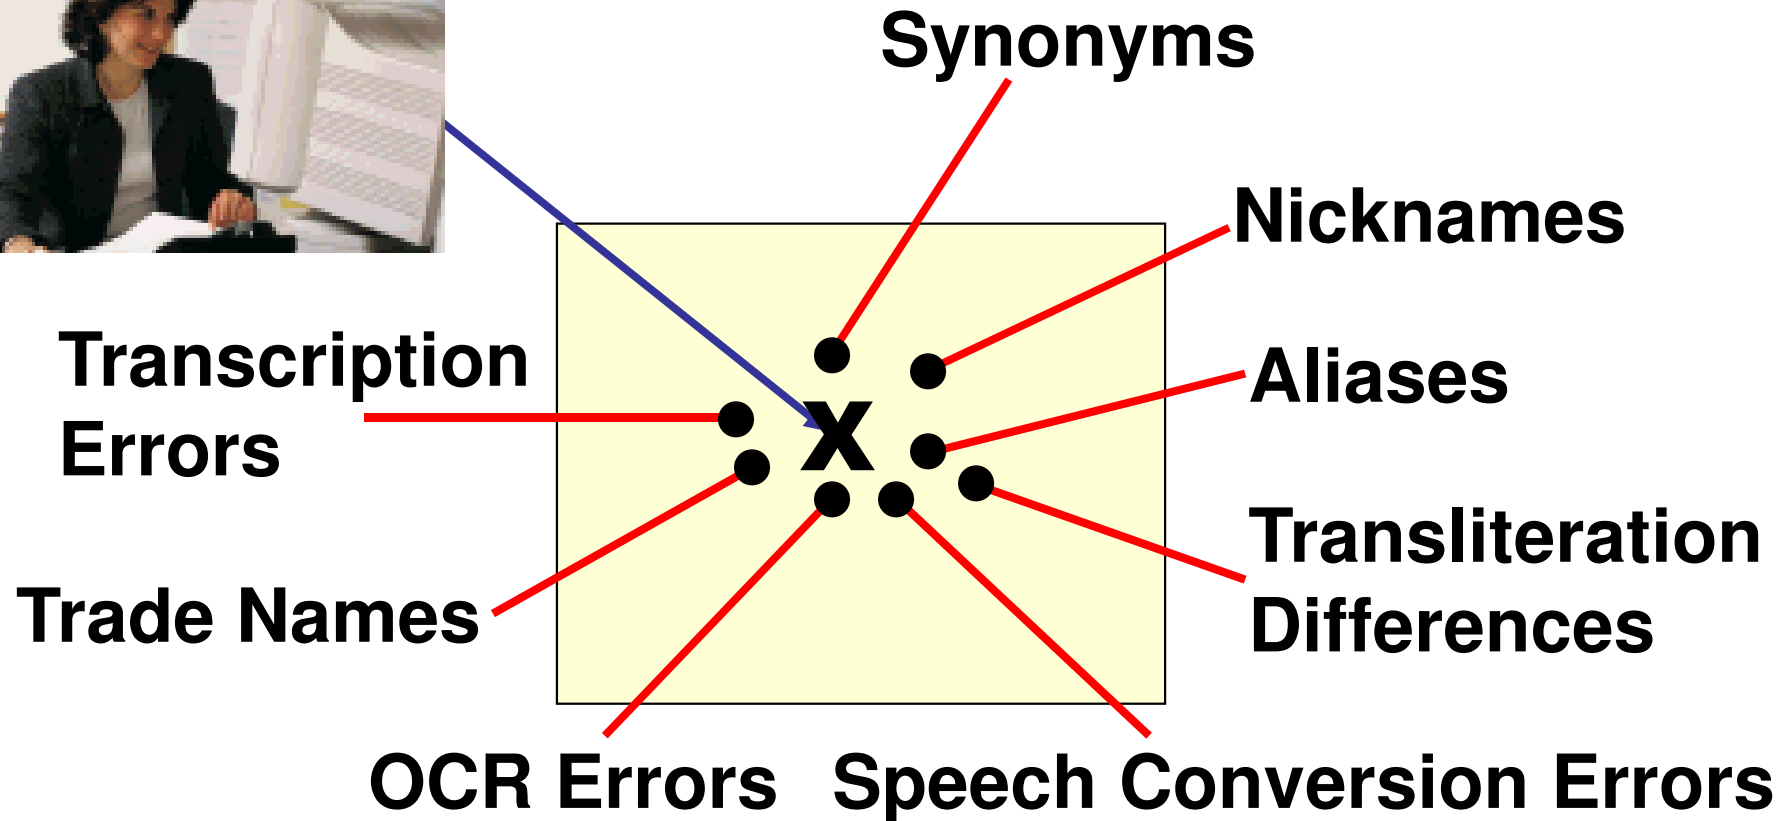 Synonyms
Nicknames
Transcription
Errors
Aliases
x
Transliteration
Differences
Trade Names
OCR Errors
Speech Conversion Errors